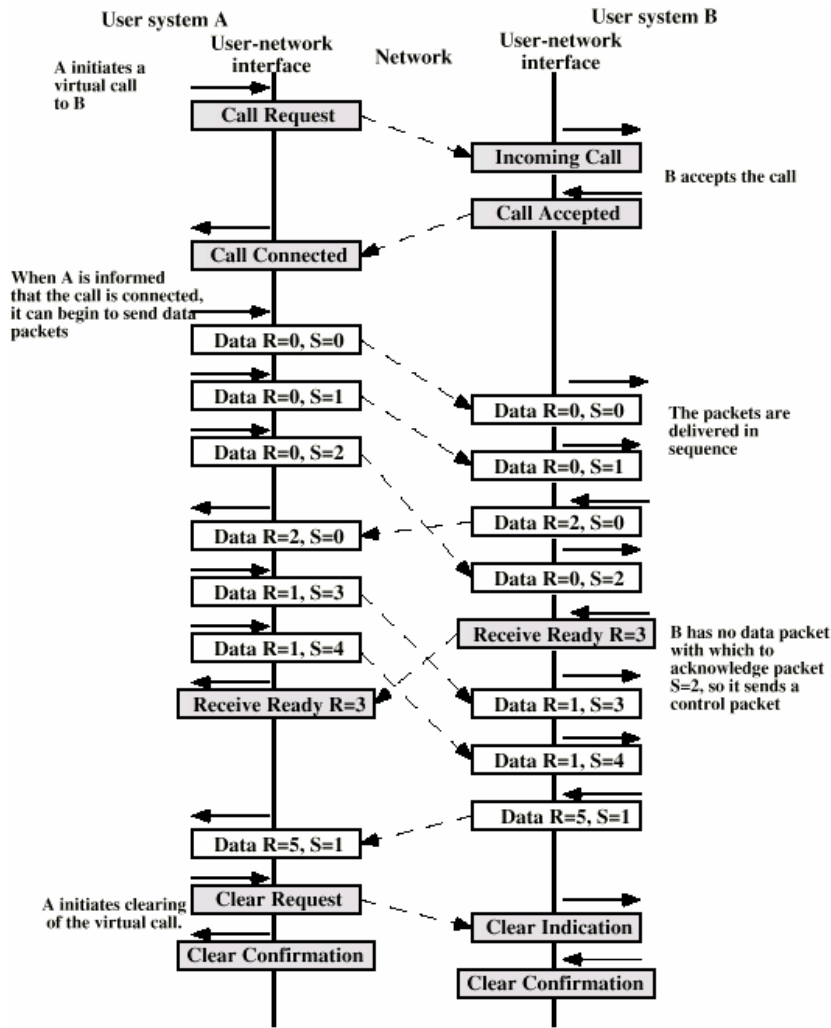 User system A
User system B
User-network
interface
Network
User-network
interface
A initiates a
virtual call
to B
Call Request
Incoming Call
B accepts the call
Call Accepted
Call Connected
When A is informed
that the call is connected,
it can begin to send data
packets
Data R=0, S=0
Data R=0, S=1
Data R=0, S=0
The packets are
delivered in
sequence
Data R=0, S=2
Data R=0, S=1
Data R=2, S=0
Data R=2, S=0
Data R=0, S=2
Data R=1, S=3
Receive Ready R=3
B has no data packet
with which to
acknowledge packet
S=2, so it sends a
control packet
Data R=1, S=4
Receive Ready R=3
Data R=1, S=3
Data R=1, S=4
Data R=5, S=1
Data R=5, S=1
A initiates clearing
of the virtual call.
Clear Request
Clear Indication
Clear Confirmation
Clear Confirmation